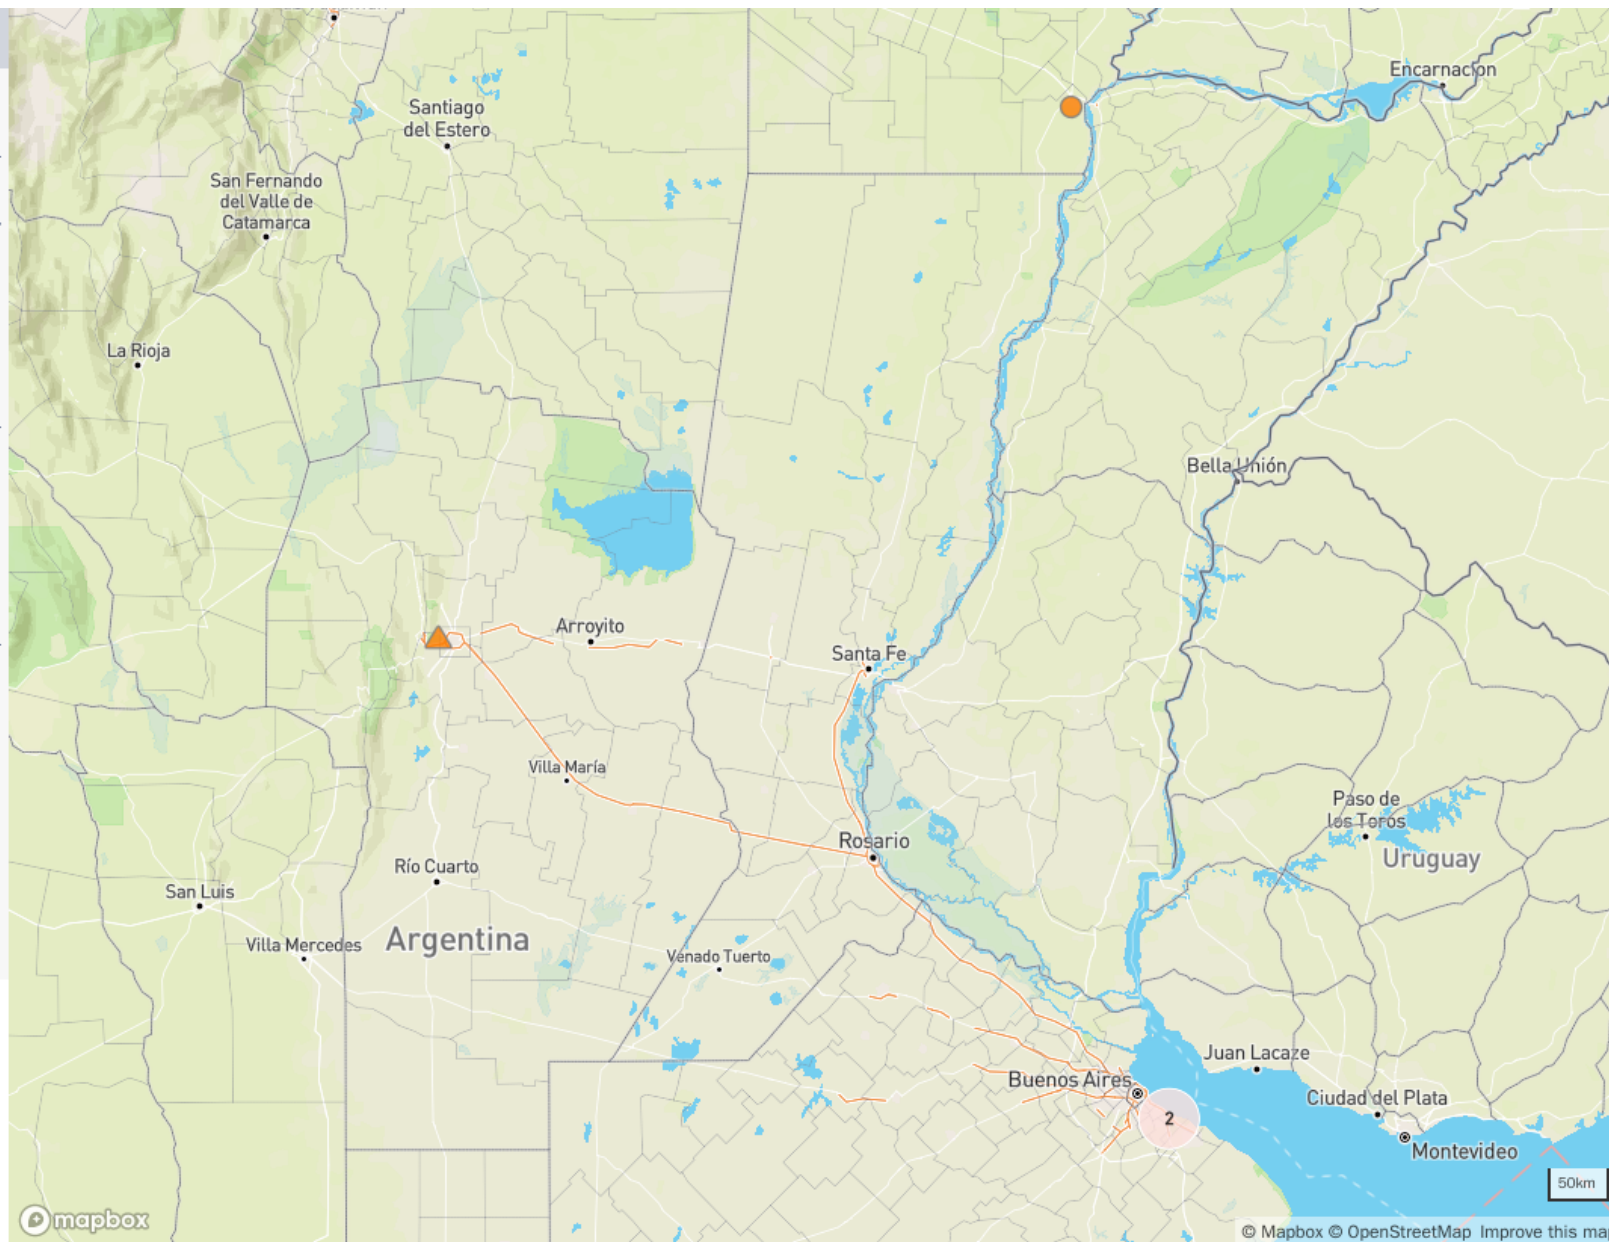 Encarnación
Santiago
del Estero
San Fernando
del Valle de
Catamarca
La Rioja
Bella Unión
Arroyito
Santa Fe
Villa María
Paso de
los Toros
Rosario
Uruguay
Río Cuarto
San Luis
Argentina
Villa Mercedes
Venado Tuerto
Juan Lacaze
Buenos Aires
Ciudad del Plata
2
Montevideo
50km
mapbox
© Mapbox © OpenStreetMap Improve this map